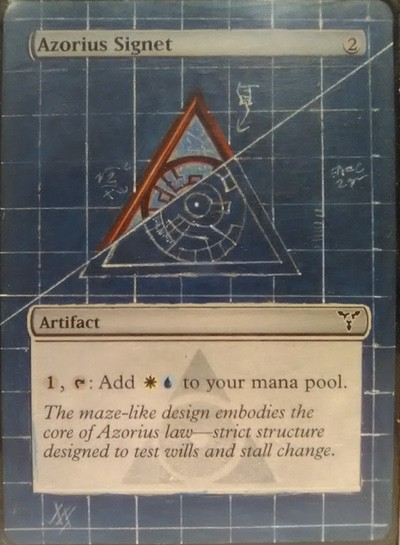 Azorius Signet 2
Artifact
1, : Add to your mana pool.
The maze-like design embodies the
core of Azorius law—strict structure
designed to test wills and stall change.